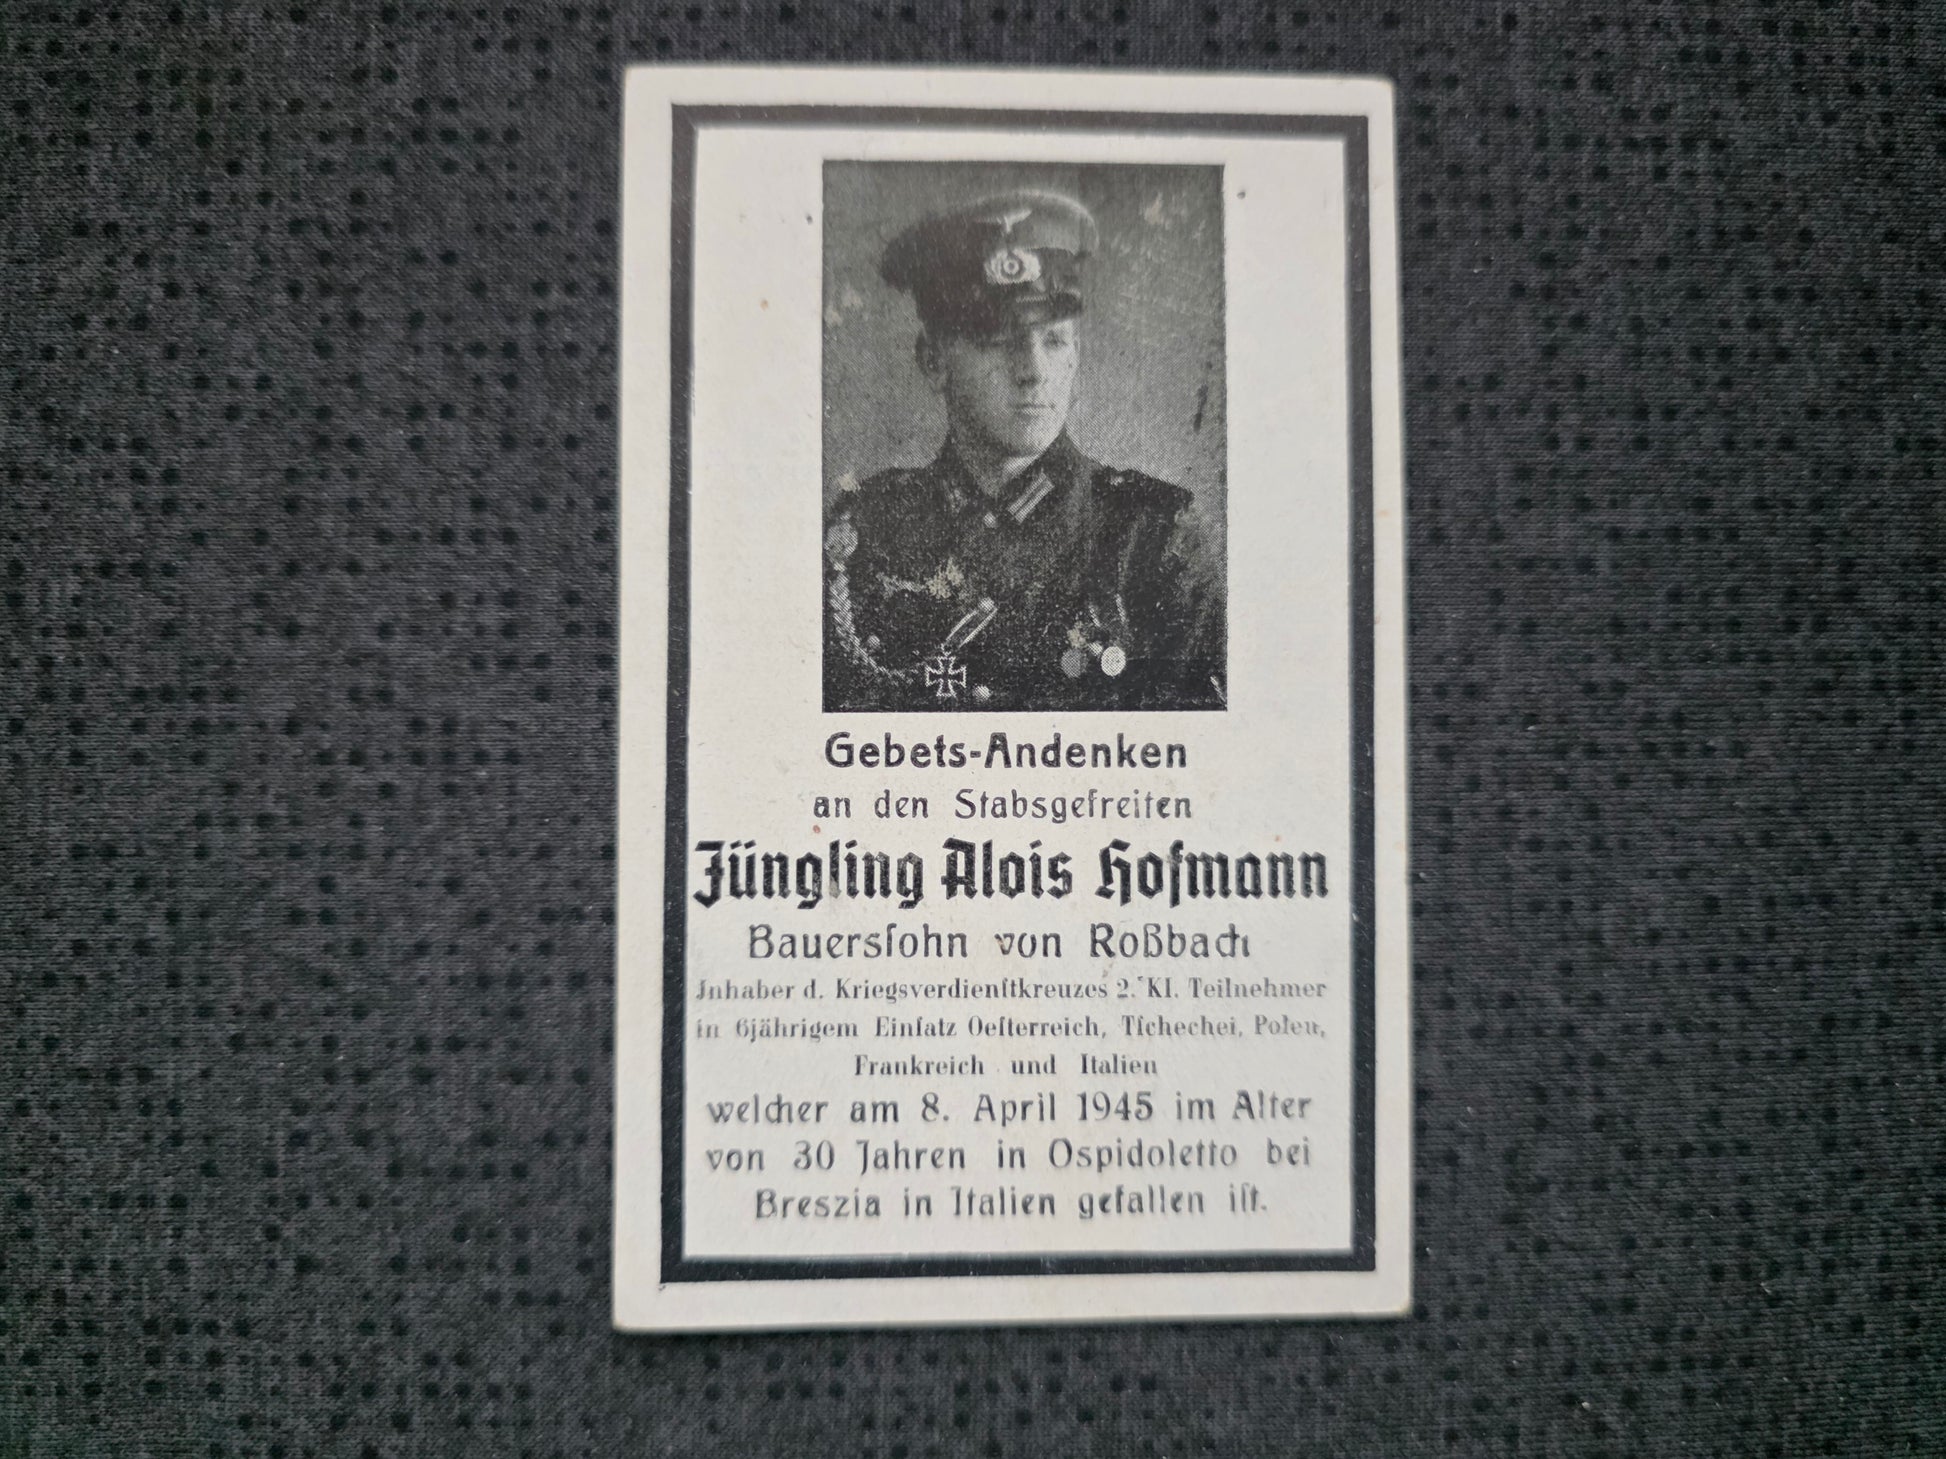 Gebets-Andenken
an den Stabsgefreiten
Jüngling Alois Hofmann
Bauersſohn von Roßbach
Inhaber d. Kriegsverdienſtkreuzes 2. Kl. Teilnehmer
in 6jährigem Einſatz Oeſterreich, Tſchechei, Polen,
Frankreich und Italien
welcher am 8. April 1945 im Alter
von 30 Jahren in Ospidoletto bei
Breszia in Italien gefallen iſt.